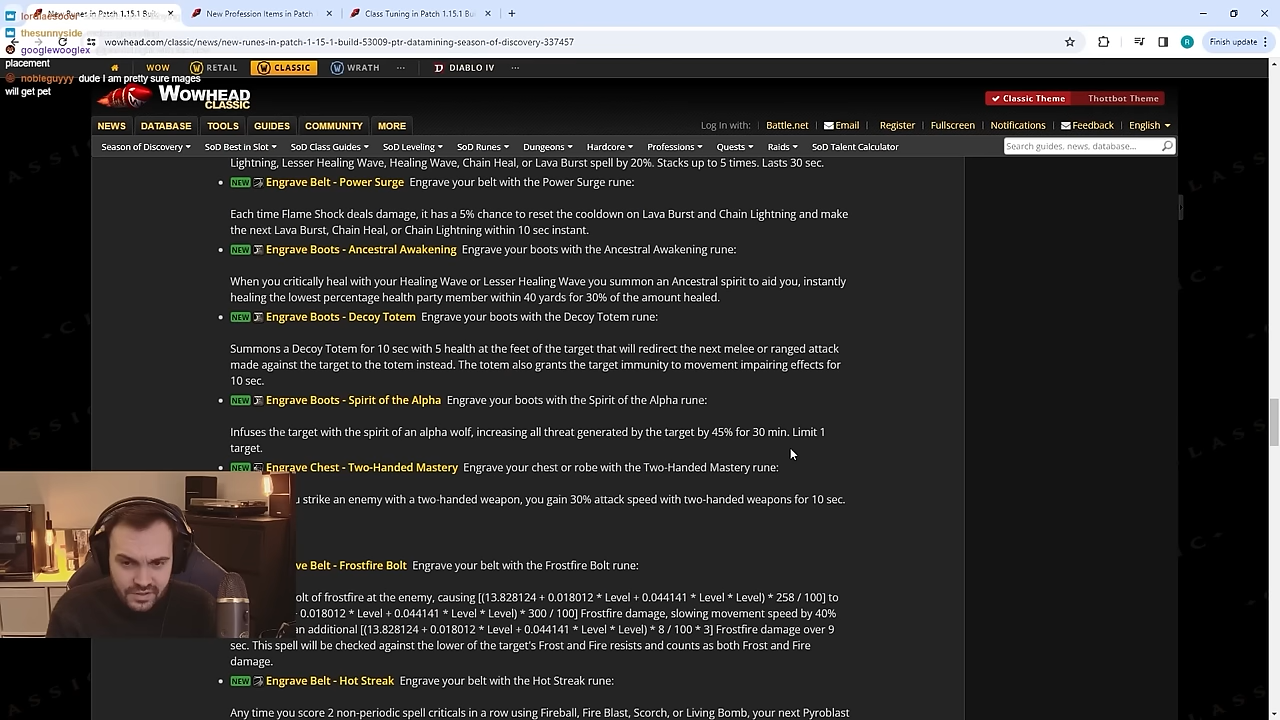 New Runes in Patch 1.15.1 Buil
New Profession Items in Patch
Class Tuning in Patch 1.15.1 Bu
thesunnyside
googlewooglex
wowhead.com/classic/news/new-runes-in-patch-1-15-1-build-53009-ptr-datamining-season-of-discovery-337457
R
Finish update
placement
nobleguyyy dude I am pretty sure mages
will get pet
WOW RETAIL CLASSIC WRATH ... DIABLO IV ...
WOWHEAD
CLASSIC
Classic Theme Thottbot Theme
NEWS DATABASE TOOLS GUIDES COMMUNITY MORE
Log In with: Battle.net Email Register Fullscreen Notifications Feedback English
Season of Discovery SoD Best in Slot SoD Class Guides SoD Leveling SoD Runes Dungeons Hardcore Professions Quests Raids SoD Talent Calculator
Search guides, news, database...
Lightning, Lesser Healing Wave, Healing Wave, Chain Heal, or Lava Burst spell by 20%. Stacks up to 5 times. Lasts 30 sec.
NEW Engrave Belt - Power Surge Engrave your belt with the Power Surge rune:
Each time Flame Shock deals damage, it has a 5% chance to reset the cooldown on Lava Burst and Chain Lightning and make
the next Lava Burst, Chain Heal, or Chain Lightning within 10 sec instant.
NEW Engrave Boots - Ancestral Awakening Engrave your boots with the Ancestral Awakening rune:
When you critically heal with your Healing Wave or Lesser Healing Wave you summon an Ancestral spirit to aid you, instantly
healing the lowest percentage health party member within 40 yards for 30% of the amount healed.
NEW Engrave Boots - Decoy Totem Engrave your boots with the Decoy Totem rune:
Summons a Decoy Totem for 10 sec with 5 health at the feet of the target that will redirect the next melee or ranged attack
made against the target to the totem instead. The totem also grants the target immunity to movement impairing effects for
10 sec.
NEW Engrave Boots - Spirit of the Alpha Engrave your boots with the Spirit of the Alpha rune:
Infuses the target with the spirit of an alpha wolf, increasing all threat generated by the target by 45% for 30 min. Limit 1
target.
NEW Engrave Chest - Two-Handed Mastery Engrave your chest or robe with the Two-Handed Mastery rune:
u strike an enemy with a two-handed weapon, you gain 30% attack speed with two-handed weapons for 10 sec.
ve Belt - Frostfire Bolt Engrave your belt with the Frostfire Bolt rune:
olt of frostfire at the enemy, causing [(13.828124 + 0.018012 * Level + 0.044141 * Level * Level) * 258 / 100] to
+ 0.018012 * Level + 0.044141 * Level * Level) * 300 / 100] Frostfire damage, slowing movement speed by 40%
an additional [(13.828124 + 0.018012 * Level + 0.044141 * Level * Level) * 8 / 100 * 3] Frostfire damage over 9
sec. This spell will be checked against the lower of the target's Frost and Fire resists and counts as both Frost and Fire
damage.
NEW Engrave Belt - Hot Streak Engrave your belt with the Hot Streak rune:
Any time you score 2 non-periodic spell criticals in a row using Fireball, Fire Blast, Scorch, or Living Bomb, your next Pyroblast